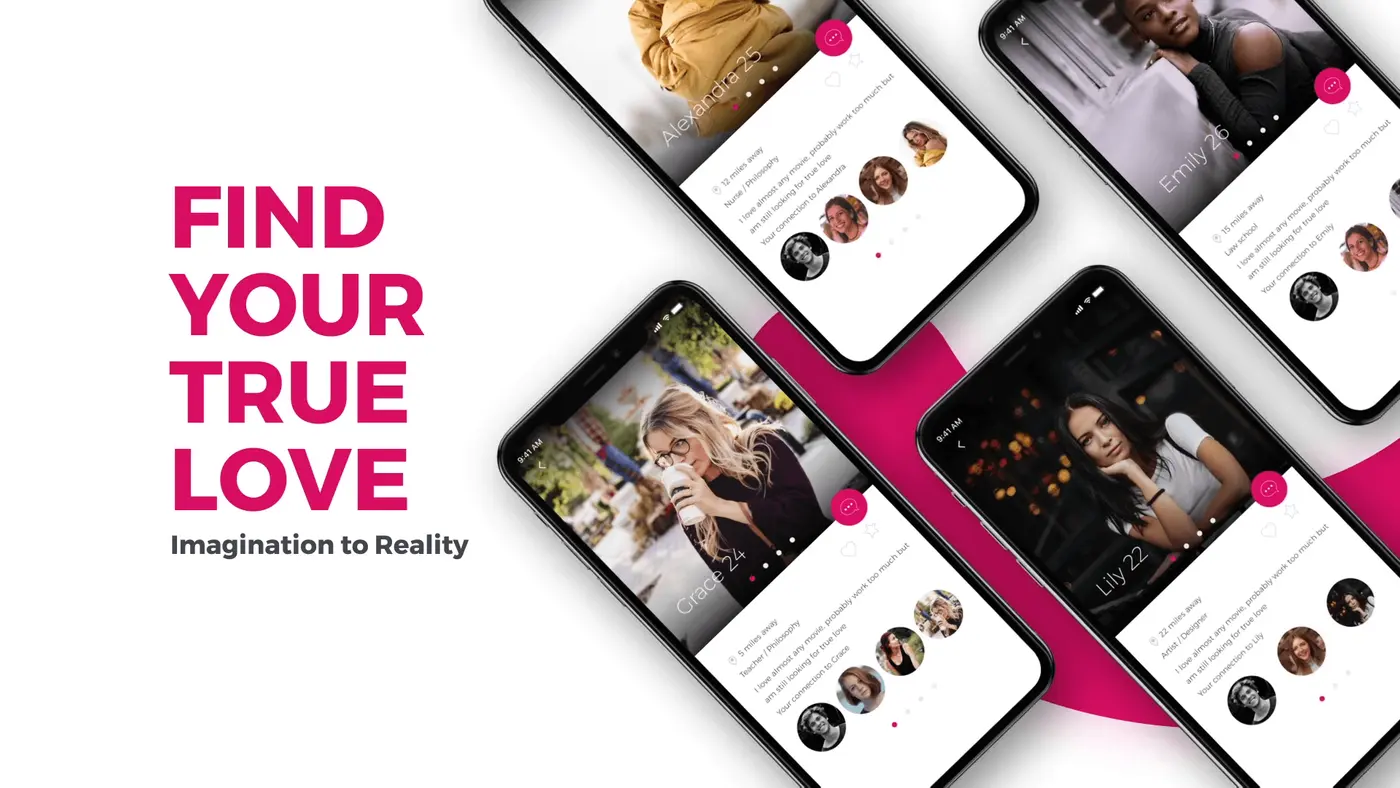 FIND
YOUR
TRUE
LOVE
Imagination to Reality
Alexandra 25
12 miles away
Nurse / Philosophy
I love almost any movie, probably work too much but
am still looking for true love
Your connection to Alexandra
9:41 AM
Emily 26
15 miles away
Law school
I love almost any movie, probably work too much but
am still looking for true love
Your connection to Emily
9:41 AM
Grace 24
5 miles away
Teacher / Philosophy
I love almost any movie, probably work too much but
am still looking for true love
Your connection to Grace
9:41 AM
Lily 22
22 miles away
Artist / Designer
I love almost any movie, probably work too much but
am still looking for true love
Your connection to Lily